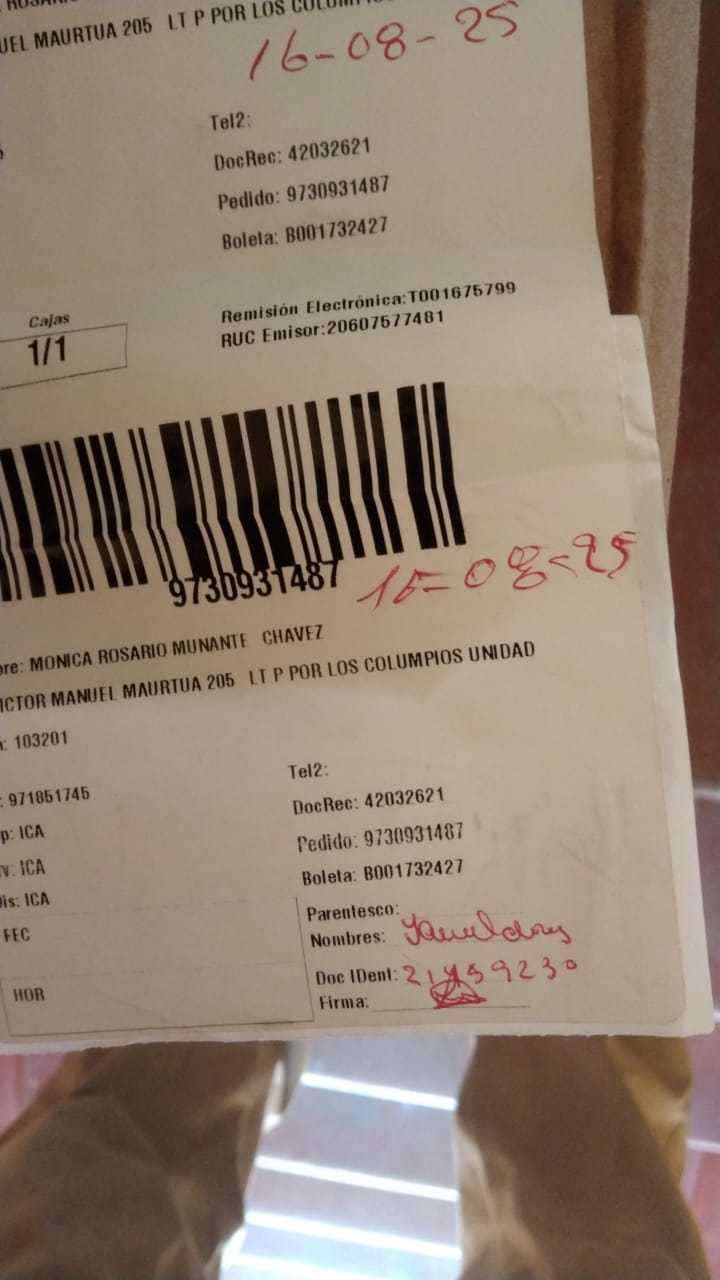 UEL MAURTUA 205 LT P POR LOS COLUMPIOS
16-08-25
Tel2:
DocRec: 42032621
Pedido: 9730931487
Boleta: B001732427
Cajas
1/1
Remisión Electrónica:T001675799
RUC Emisor:20607577481
9730931487
16-08-25
bre: MONICA ROSARIO MUNANTE CHAVEZ
ICTOR MANUEL MAURTUA 205 LT P POR LOS COLUMPIOS UNIDAD
: 103201
: 971851745
p: ICA
v: ICA
Dis: ICA
Tel2:
DocRec: 42032621
Pedido: 9730931487
Boleta: B001732427
FEC
HOR
Parentesco:
Nombres:
Doc IDent: 21459230
Firma: